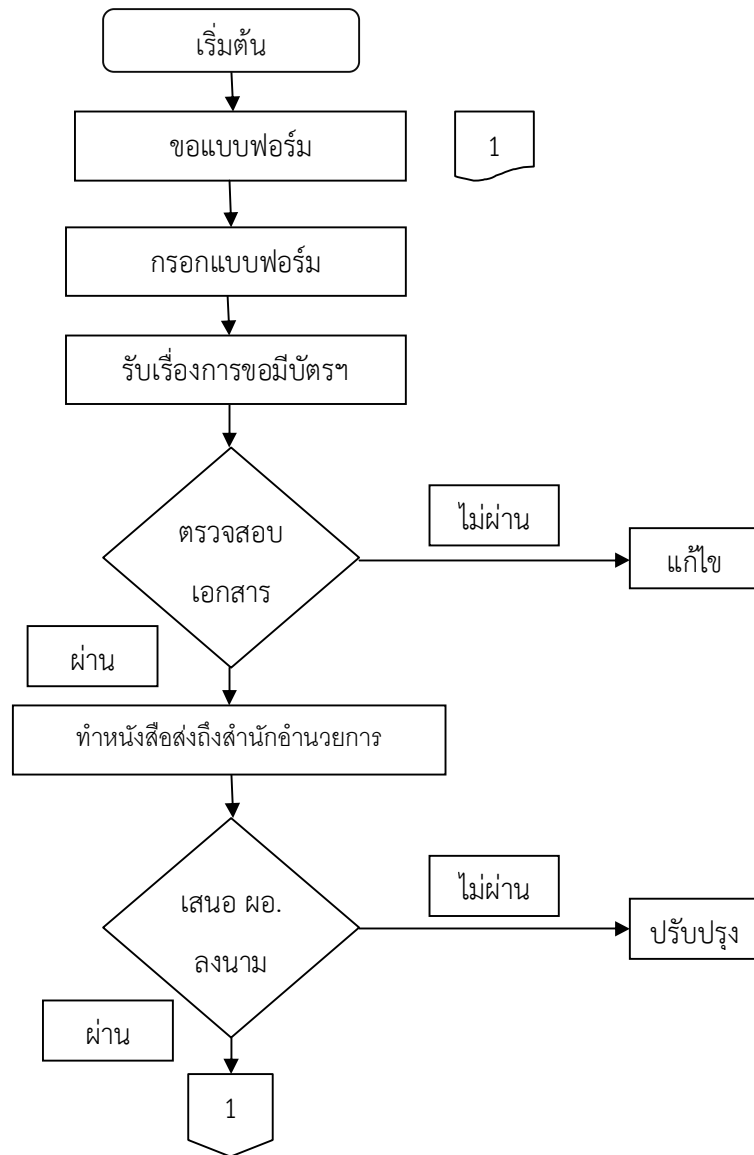 เริ่มต้น
ขอแบบฟอร์ม
1
กรอกแบบฟอร์ม
รับเรื่องการขอมีบัตรฯ
ตรวจสอบ
เอกสาร
ไม่ผ่าน
แก้ไข
ผ่าน
ทำหนังสือส่งถึงสำนักอำนวยการ
เสนอ ผอ.
ลงนาม
ไม่ผ่าน
ปรับปรุง
ผ่าน
1